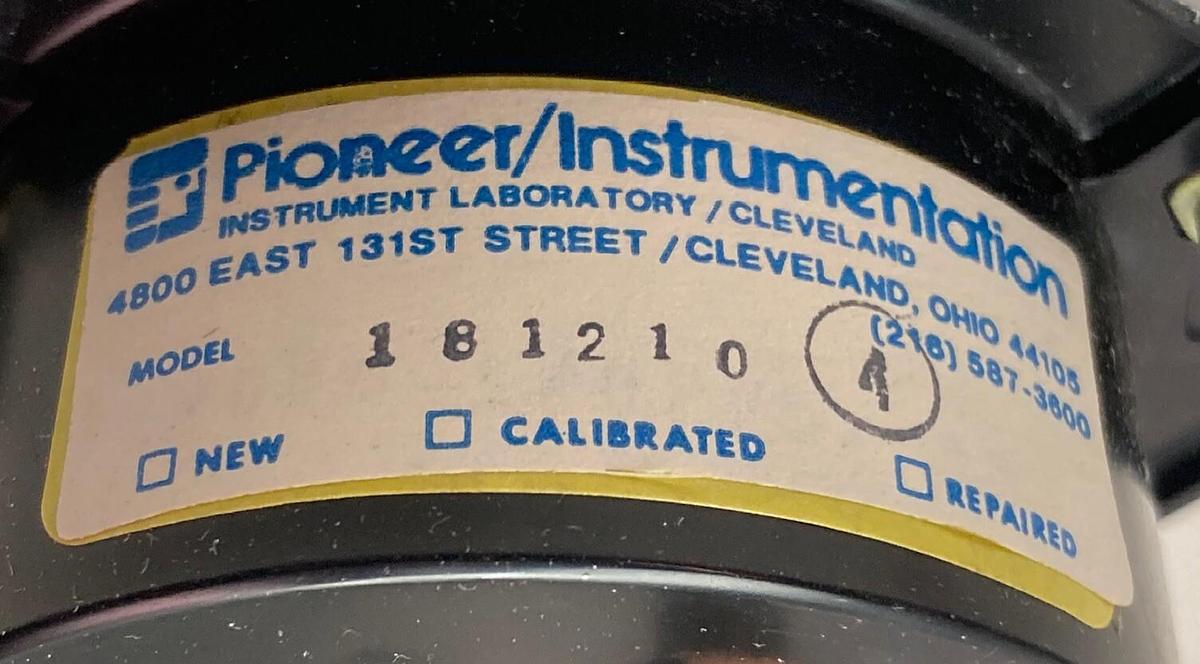 Pioneer/Instrumentation
INSTRUMENT LABORATORY / CLEVELAND
4800 EAST 131ST STREET / CLEVELAND, OHIO 44105
(216) 587-3600
MODEL 181210 4
NEW CALIBRATED REPAIRED